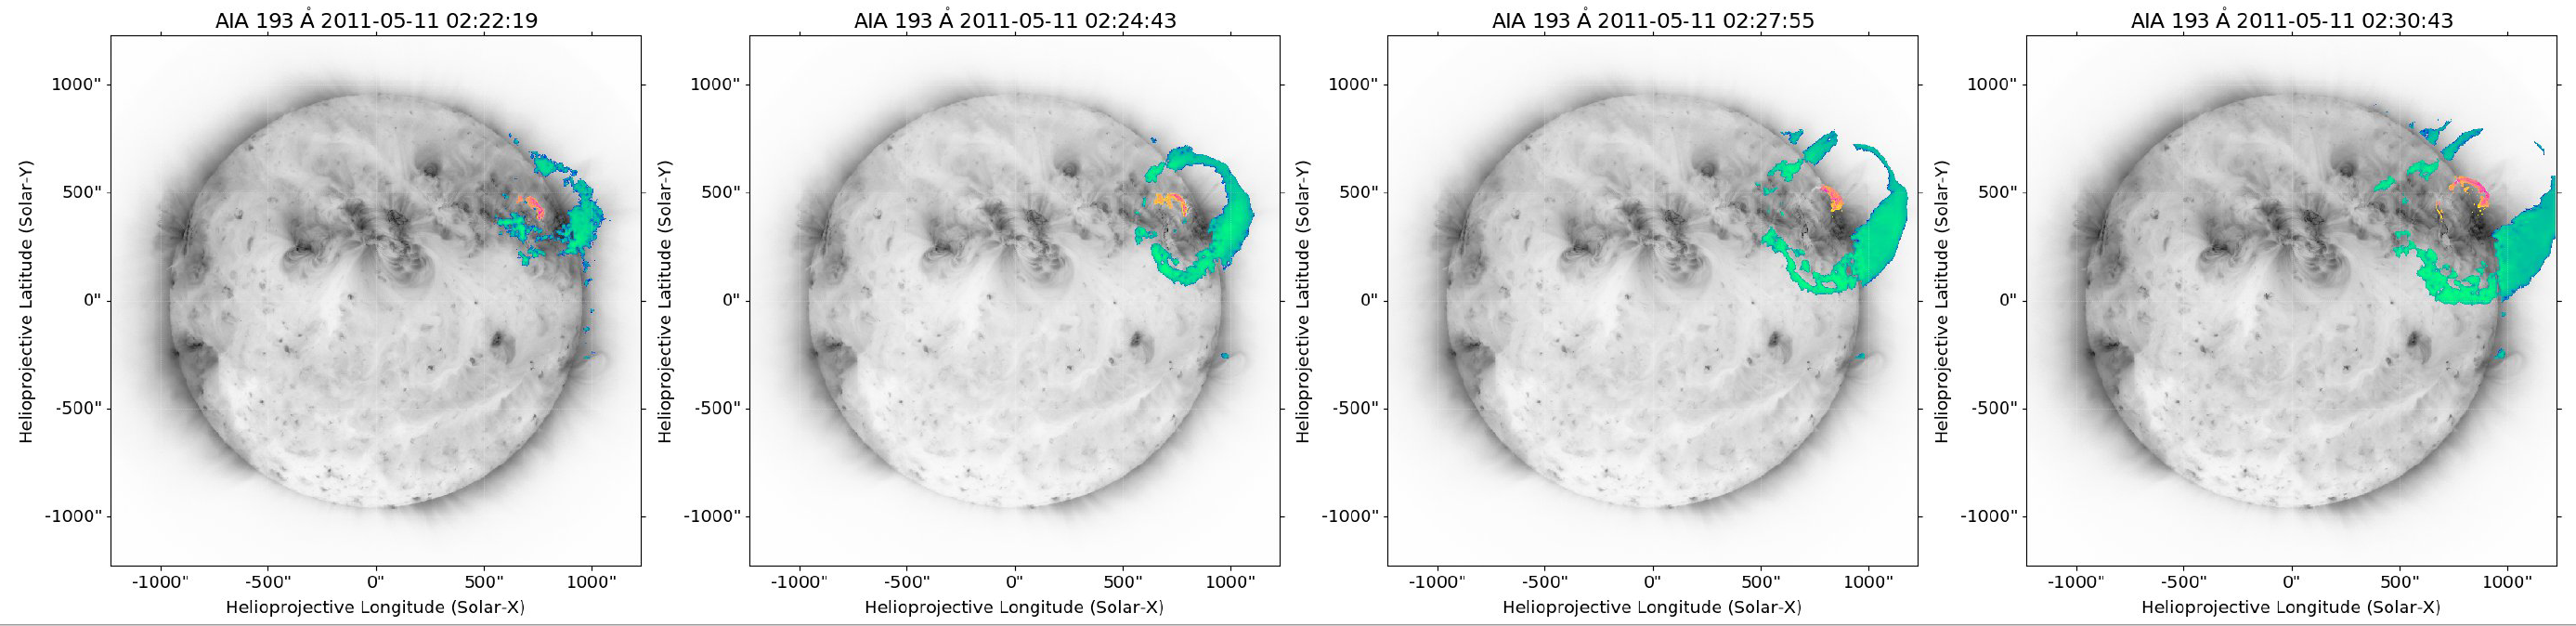 AIA 193 Å 2011-05-11 02:22:19
1000"
500"
0"
-500"
-1000"
-1000" -500" 0" 500" 1000"
Helioprojective Longitude (Solar-X)
Helioprojective Latitude (Solar-Y)
AIA 193 Å 2011-05-11 02:24:43
1000"
500"
0"
-500"
-1000"
-1000" -500" 0" 500" 1000"
Helioprojective Longitude (Solar-X)
Helioprojective Latitude (Solar-Y)
AIA 193 Å 2011-05-11 02:27:55
1000"
500"
0"
-500"
-1000"
-1000" -500" 0" 500" 1000"
Helioprojective Longitude (Solar-X)
Helioprojective Latitude (Solar-Y)
AIA 193 Å 2011-05-11 02:30:43
1000"
500"
0"
-500"
-1000"
-1000" -500" 0" 500" 1000"
Helioprojective Longitude (Solar-X)
Helioprojective Latitude (Solar-Y)